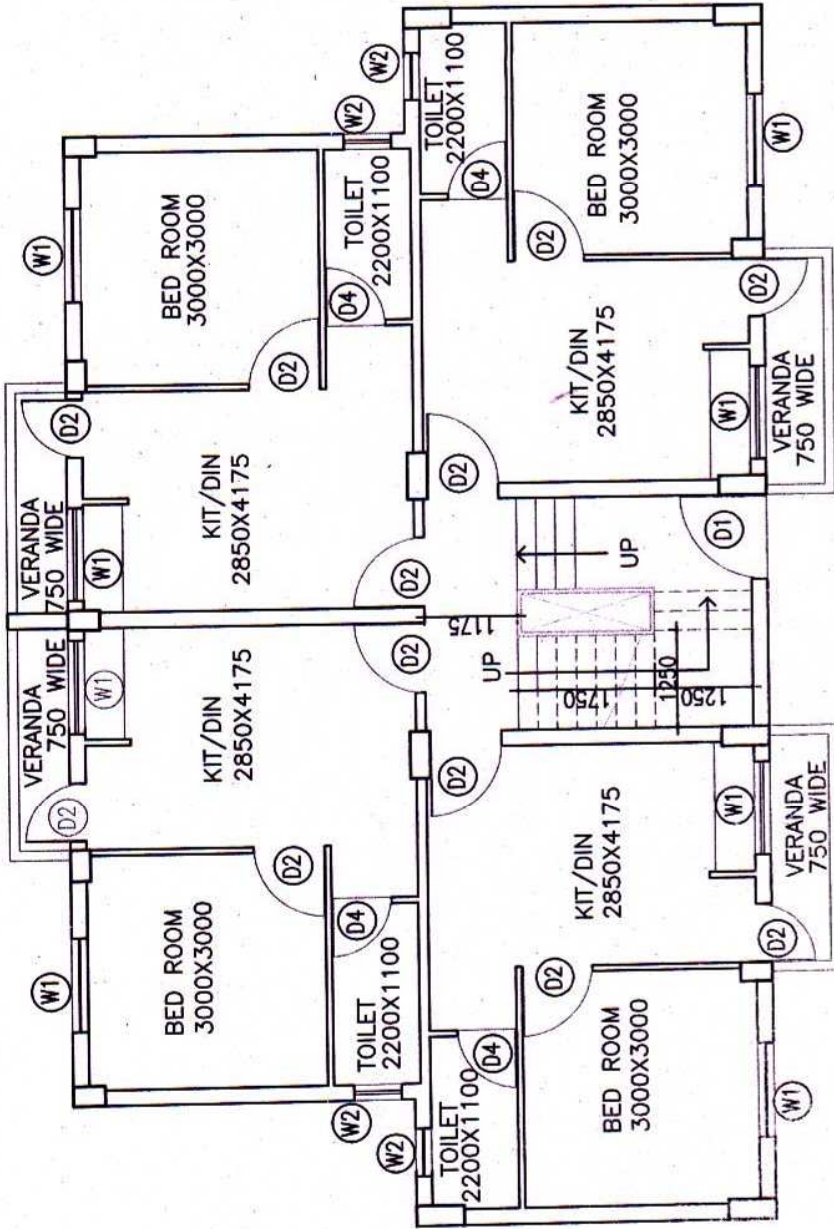 W1
BED ROOM
3000X3000
D2
TOILET
2200X1100
D4
W2
KIT/DIN
2850X4175
D2
W1
D2
VERANDA
750 WIDE
VERANDA
750 WIDE
W1
D2
KIT/DIN
2850X4175
D2
W1
BED ROOM
3000X3000
D2
TOILET
2200X1100
D4
W2
W2
TOILET
2200X1100
D4
BED ROOM
3000X3000
D2
W1
KIT/DIN
2850X4175
D2
W1
D2
VERANDA
750 WIDE
1175
UP
1750
1250
1250
UP
D1
D2
KIT/DIN
2850X4175
W1
D2
VERANDA
750 WIDE
W2
TOILET
2200X1100
D4
D2
BED ROOM
3000X3000
W1